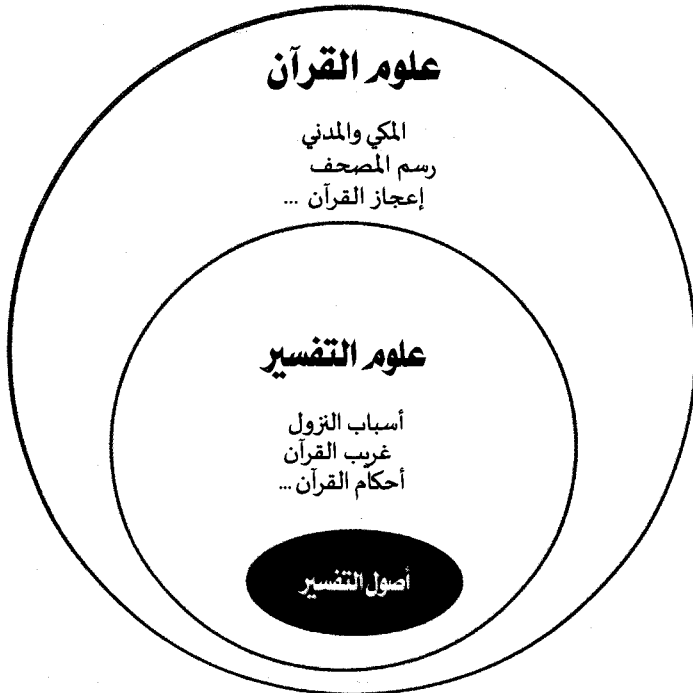 علوم القرآن
المكي والمدني
رسم المصحف
إعجاز القرآن ...
علوم التفسير
أسباب النزول
غريب القرآن
أحكام القرآن ...
أصول التفسير